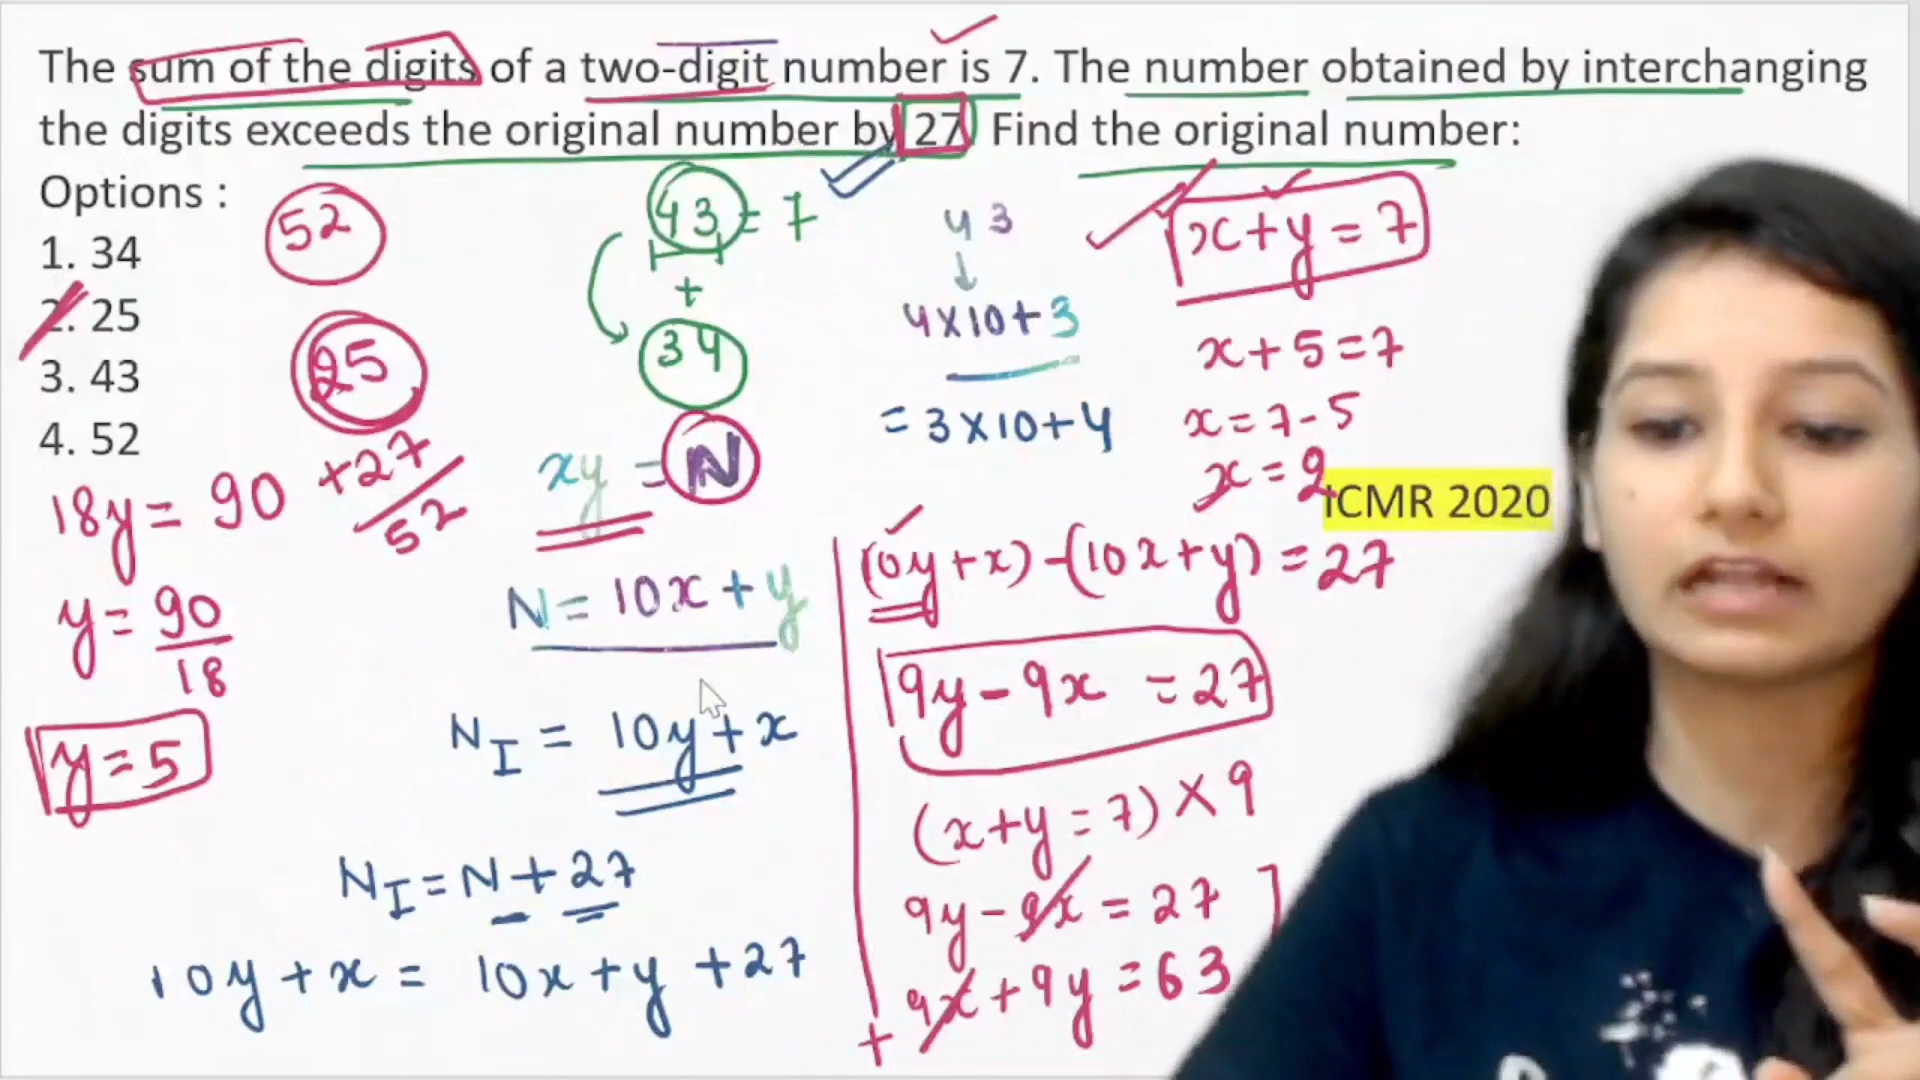 The sum of the digits of a two-digit number is 7. The number obtained by interchanging
the digits exceeds the original number by 27. Find the original number:
Options :
1. 34
2. 25
3. 43
4. 52
52
25
+27
52
43 = 7
+
34
43
4×10+3
= 3×10+4
x+y=7
x+5=7
x=7-5
x=2
ICMR 2020
xy = N
N = 10x+y
N_I = 10y+x
N_I = N+27
10y+x = 10x+y+27
(10y+x)-(10x+y)=27
9y-9x = 27
(x+y=7)×9
9y-9x = 27
+ 9x+9y = 63
18y = 90
y = 90/18
y=5